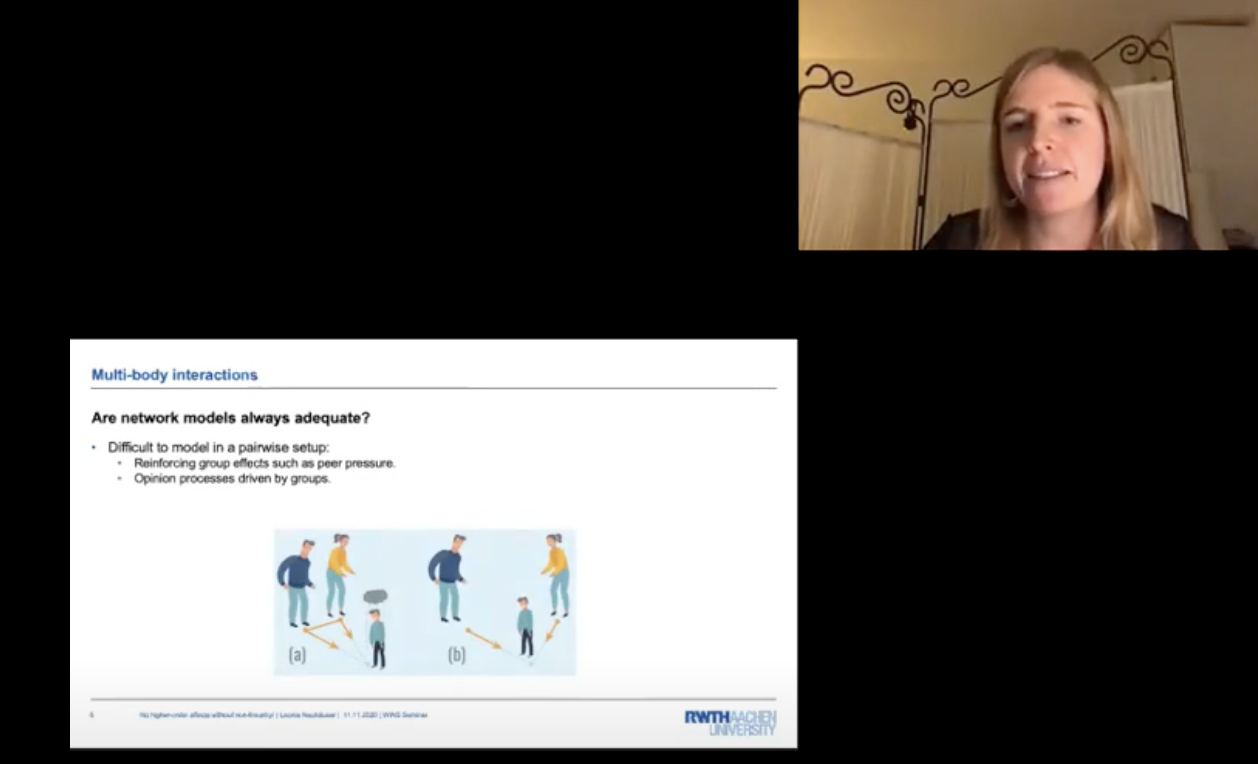 Multi-body interactions
Are network models always adequate?
• Difficult to model in a pairwise setup:
• Reinforcing group effects such as peer pressure.
• Opinion processes driven by groups.
(a) (b)
No higher-order effects without non-linearity! | Leonie Neuhäuser | 11.11.2020 | WINS Seminar
RWTH AACHEN
UNIVERSITY